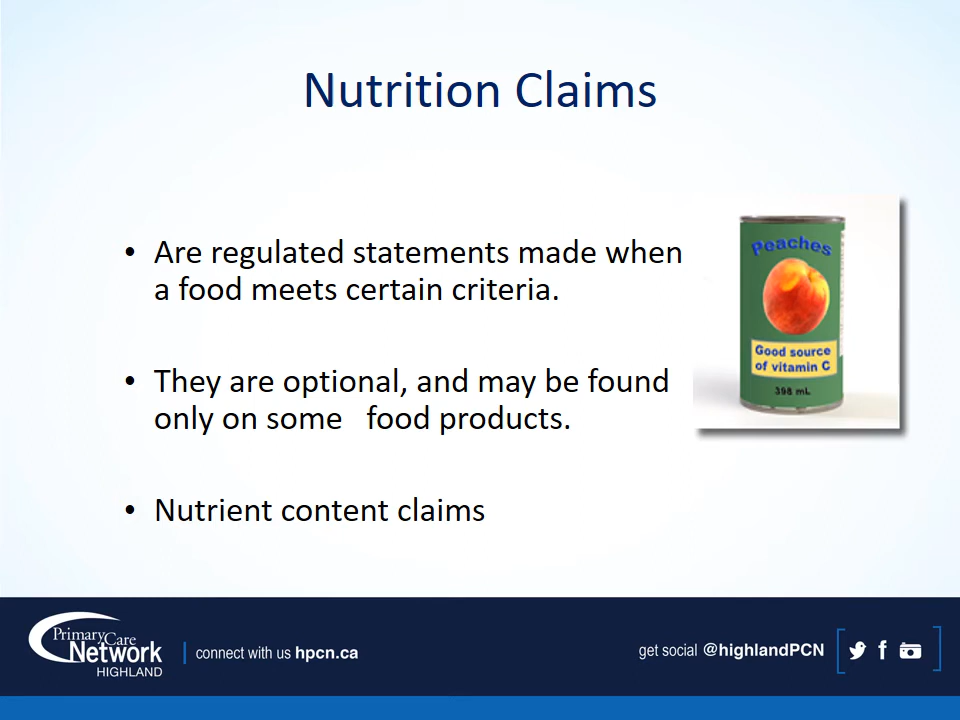 Nutrition Claims
• Are regulated statements made when
a food meets certain criteria.
• They are optional, and may be found
only on some   food products.
• Nutrient content claims
Peaches
Good source
of vitamin C
398 mL
PrimaryCare
Network
HIGHLAND
connect with us hpcn.ca
get social @highlandPCN